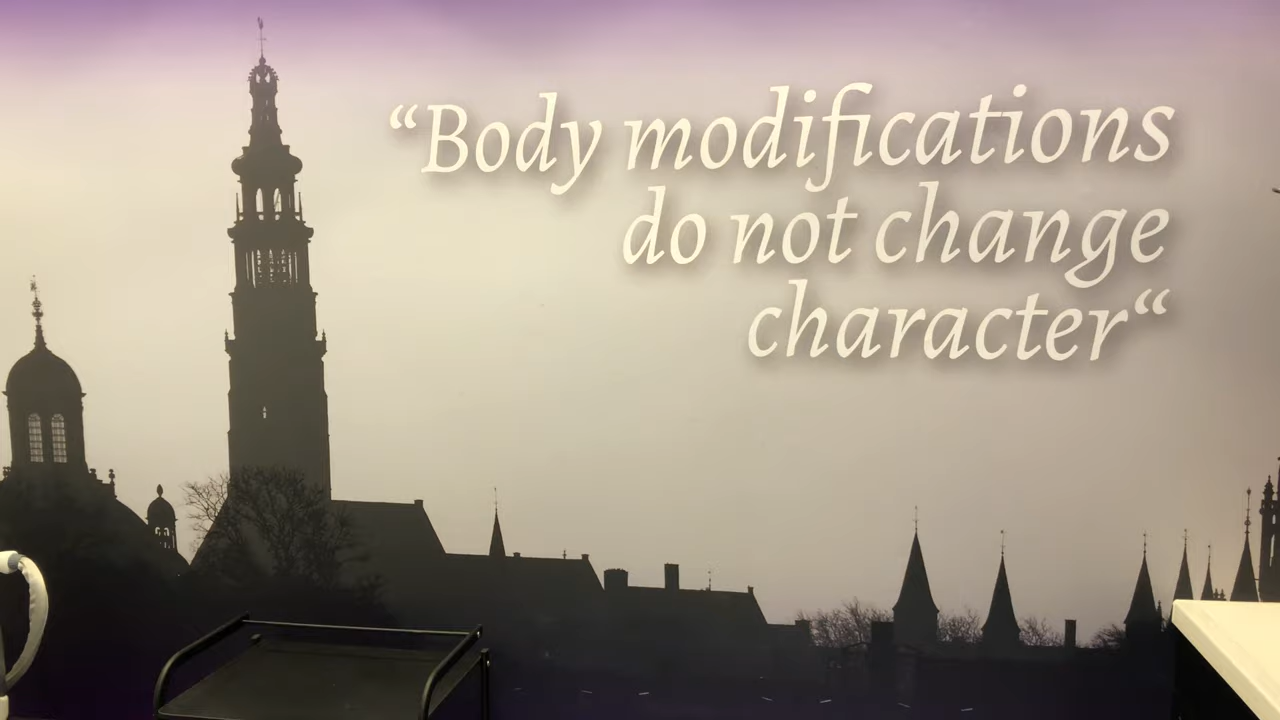 “Body modifications
do not change
character“